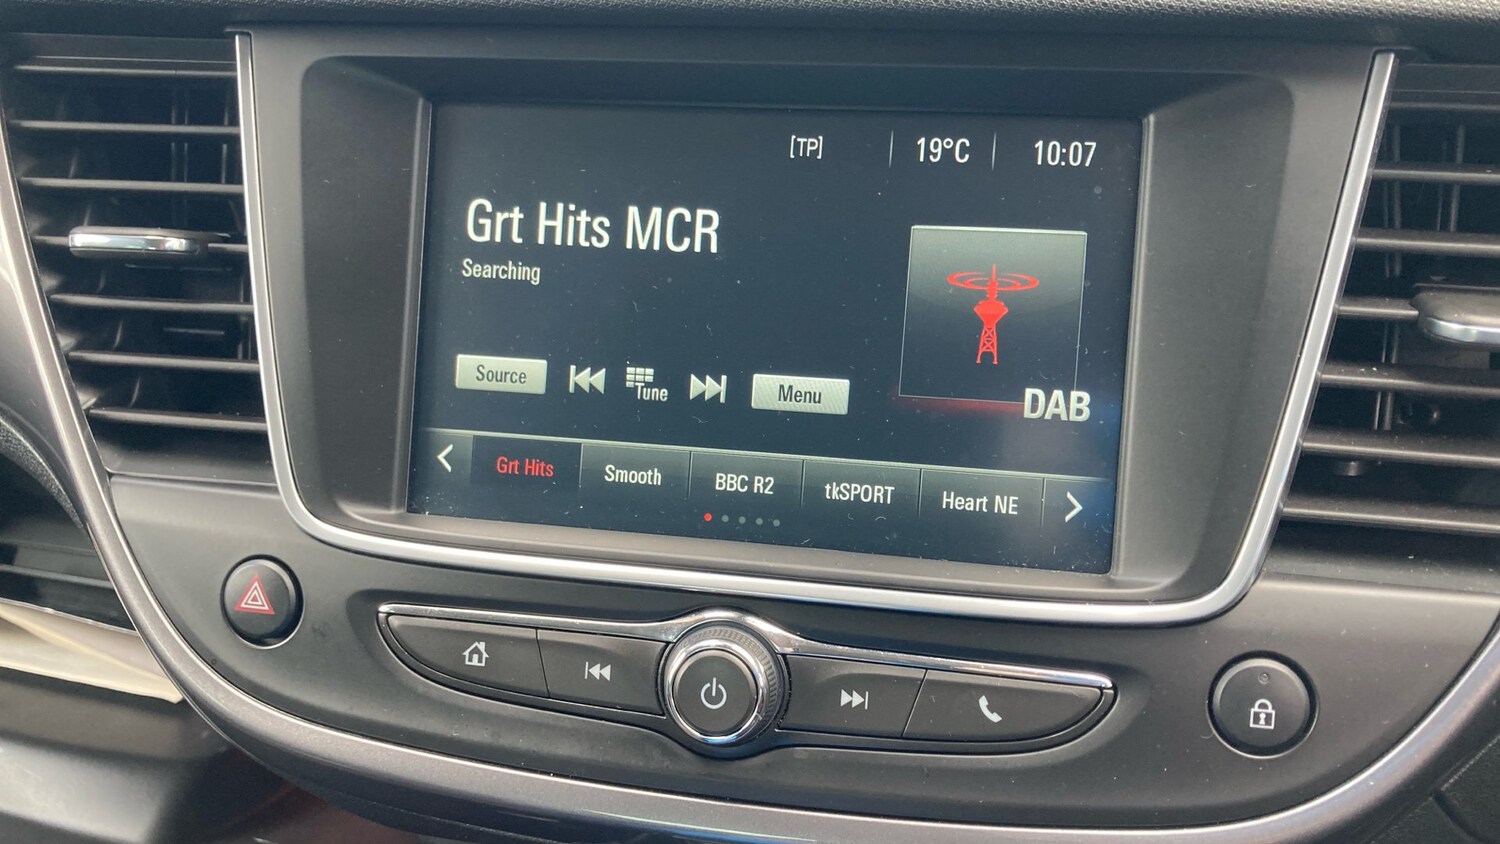 [TP] 19°C 10:07
Grt Hits MCR
Searching
Source Tune Menu
DAB
Grt Hits Smooth BBC R2 tkSPORT Heart NE